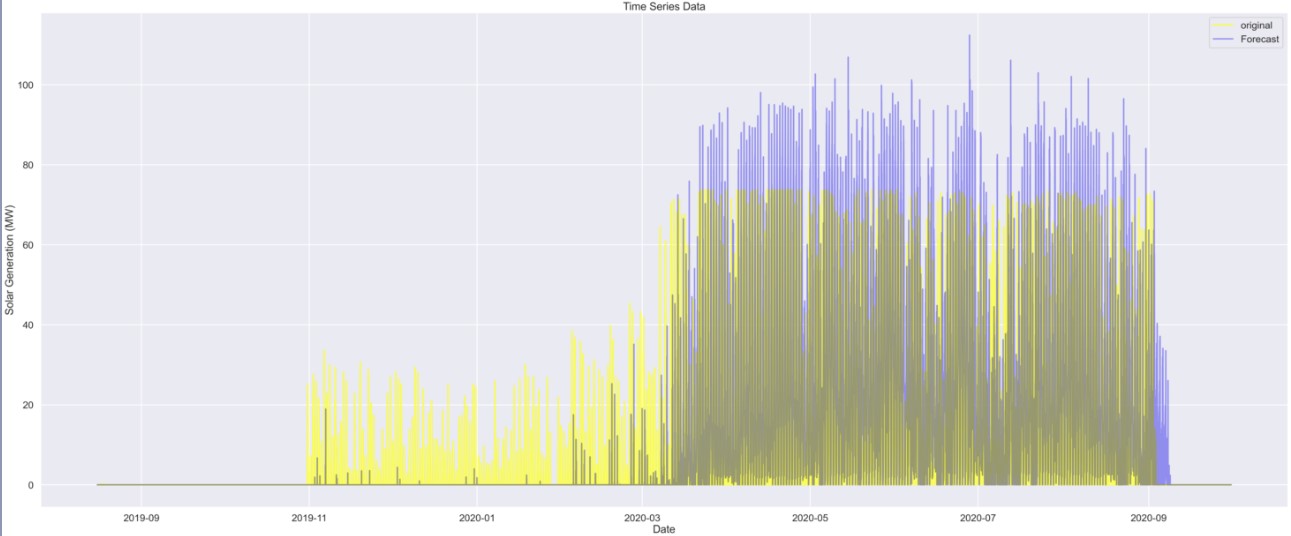 Time Series Data
original
Forecast
Solar Generation (MW)
100
80
60
40
20
0
2019-09
2019-11
2020-01
2020-03
2020-05
2020-07
2020-09
Date